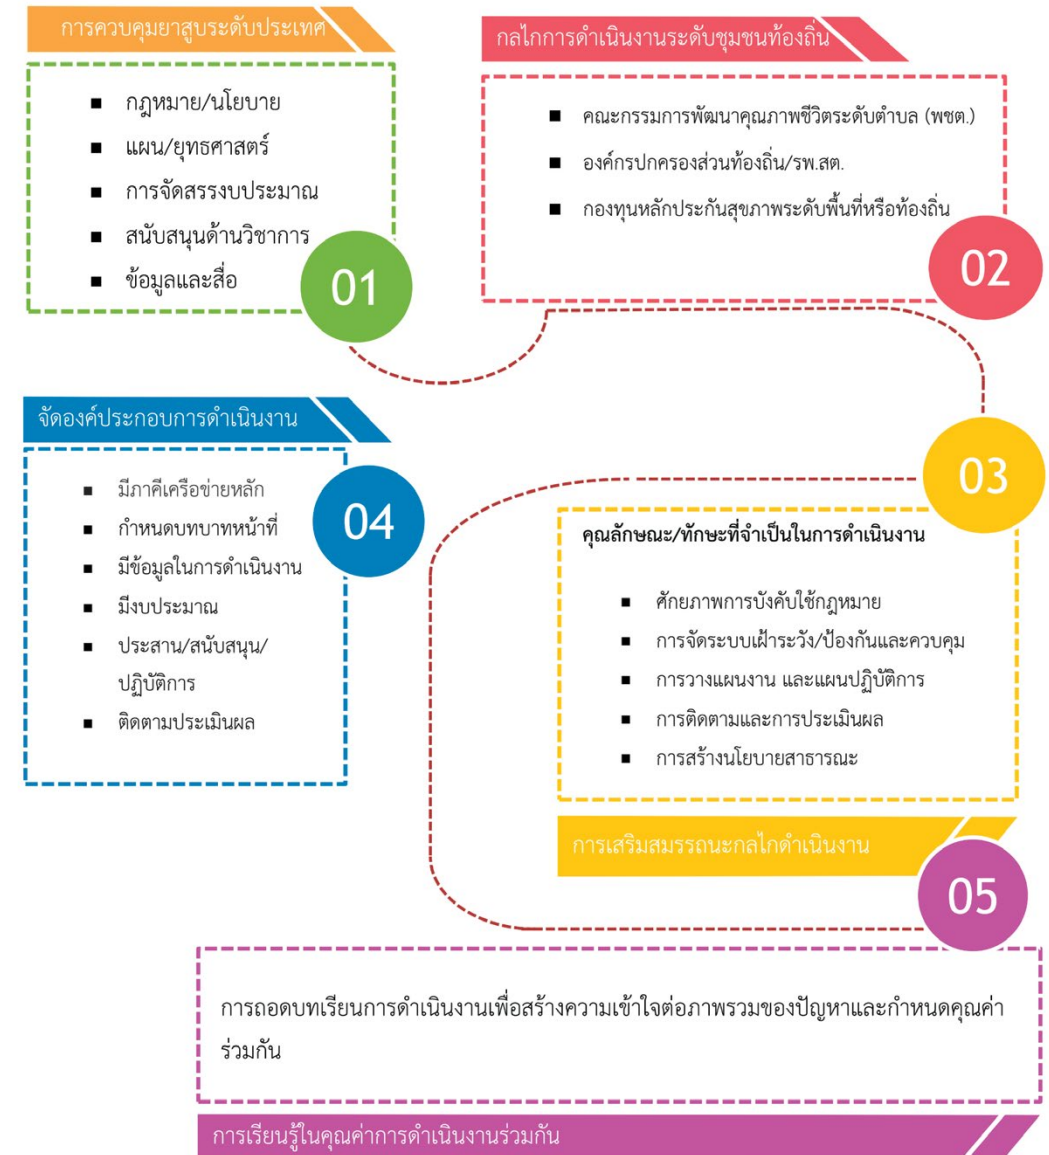 การควบคุมยาสูบระดับประเทศ
กฎหมาย/นโยบาย
แผน/ยุทธศาสตร์
การจัดสรรงบประมาณ
สนับสนุนด้านวิชาการ
ข้อมูลและสื่อ
01
กลไกการดำเนินงานระดับชุมชนท้องถิ่น
คณะกรรมการพัฒนาคุณภาพชีวิตระดับตำบล (พชต.)
องค์กรปกครองส่วนท้องถิ่น/รพ.สต.
กองทุนหลักประกันสุขภาพระดับพื้นที่หรือท้องถิ่น
02
03
คุณลักษณะ/ทักษะที่จำเป็นในการดำเนินงาน
ศักยภาพการบังคับใช้กฎหมาย
การจัดระบบเฝ้าระวัง/ป้องกันและควบคุม
การวางแผนงาน และแผนปฏิบัติการ
การติดตามและการประเมินผล
การสร้างนโยบายสาธารณะ
การเสริมสมรรถนะกลไกดำเนินงาน
จัดองค์ประกอบการดำเนินงาน
มีภาคีเครือข่ายหลัก
กำหนดบทบาทหน้าที่
มีข้อมูลในการดำเนินงาน
มีงบประมาณ
ประสาน/สนับสนุน/
ปฏิบัติการ
ติดตามประเมินผล
04
05
การถอดบทเรียนการดำเนินงานเพื่อสร้างความเข้าใจต่อภาพรวมของปัญหาและกำหนดคุณค่า
ร่วมกัน
การเรียนรู้ในคุณค่าการดำเนินงานร่วมกัน